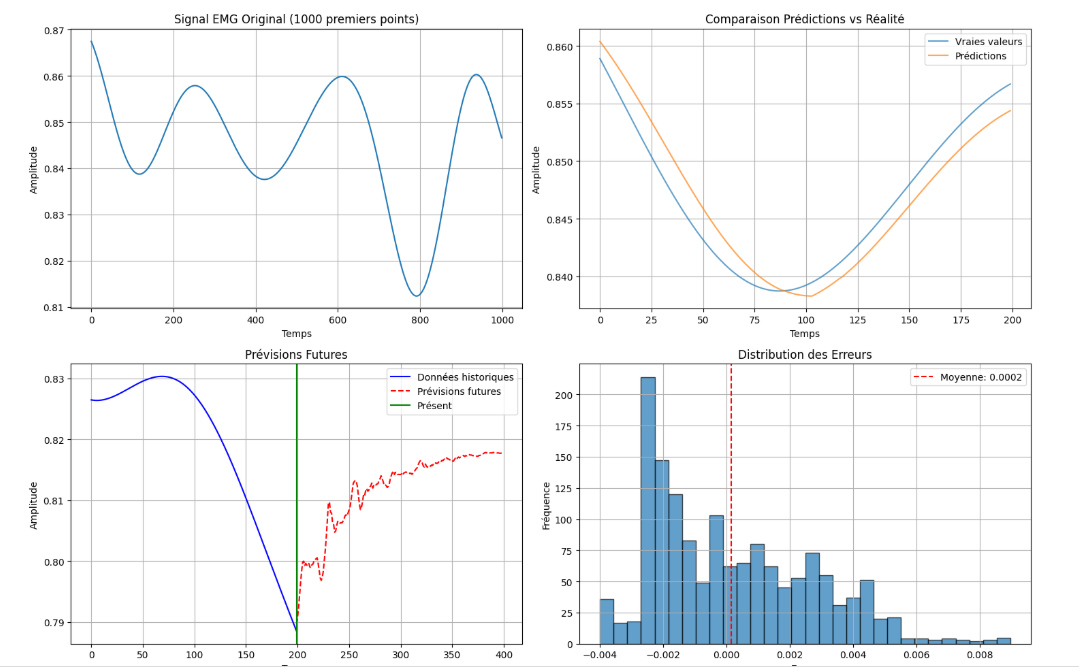 Signal EMG Original (1000 premiers points)
0.87
0.86
0.85
0.84
0.83
0.82
0.81
Amplitude
0 200 400 600 800 1000
Temps
Comparaison Prédictions vs Réalité
Vraies valeurs
Prédictions
0.860
0.855
0.850
0.845
0.840
Amplitude
0 25 50 75 100 125 150 175 200
Temps
Prévisions Futures
Données historiques
Prévisions futures
Présent
0.83
0.82
0.81
0.80
0.79
Amplitude
0 50 100 150 200 250 300 350 400
Distribution des Erreurs
Moyenne: 0.0002
200
175
150
125
100
75
50
25
0
Fréquence
−0.004 −0.002 0.000 0.002 0.004 0.006 0.008